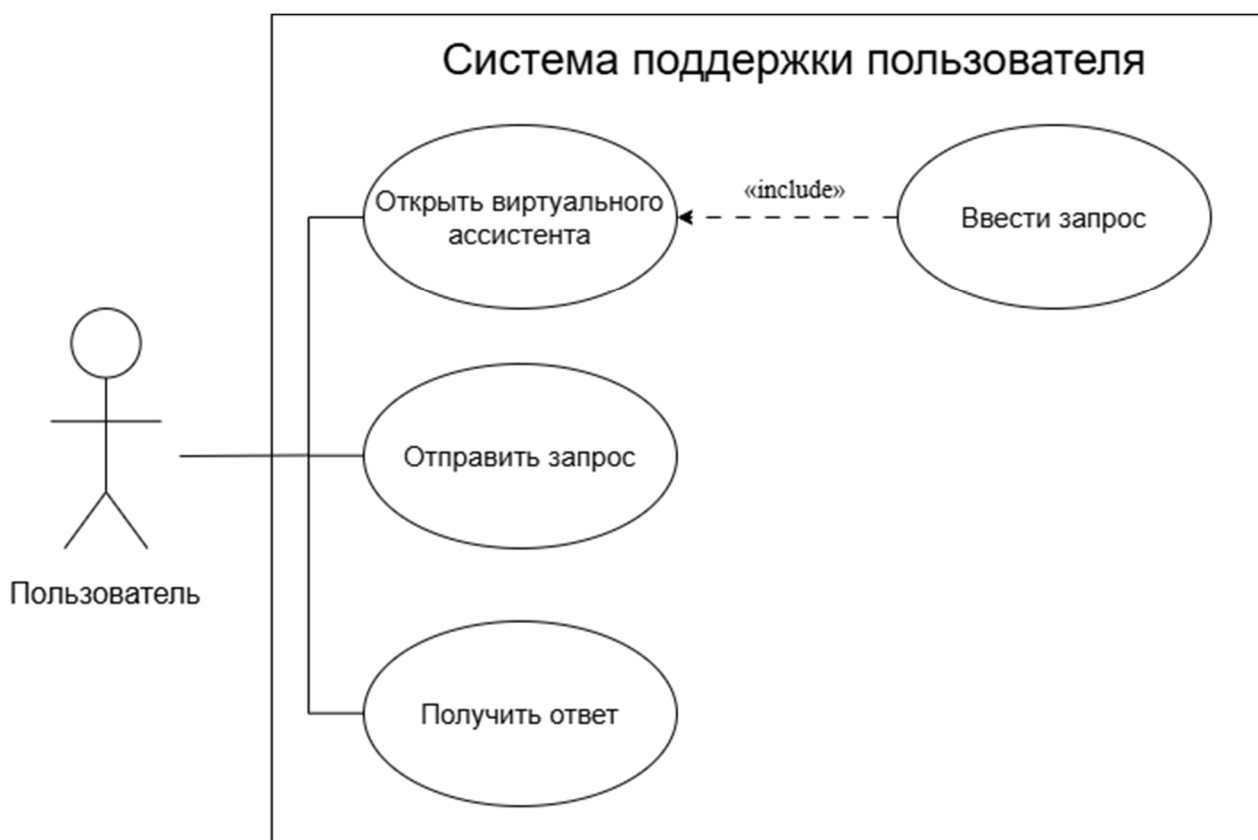 Система поддержки пользователя
Открыть виртуального
ассистента
«include»
Ввести запрос
Отправить запрос
Пользователь
Получить ответ